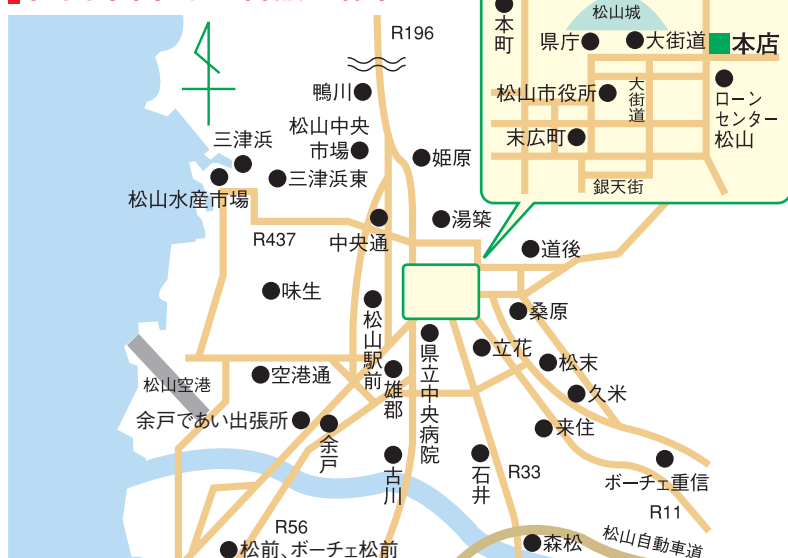 R196
鴨川
松山中央
市場
三津浜
三津浜東
松山水産市場
姫原
湯築
中央通
R437
道後
味生
松山駅前
桑原
県立中央病院
立花
松末
久米
雄郡
空港通
松山空港
余戸であい出張所
余戸
来住
古川
石井
R33
ボーチェ重信
R11
R56
松前、ボーチェ松前
森松
松山自動車道
松山城
本町
県庁
大街道
本店
松山市役所
大街道
ローン
センター
松山
末広町
銀天街